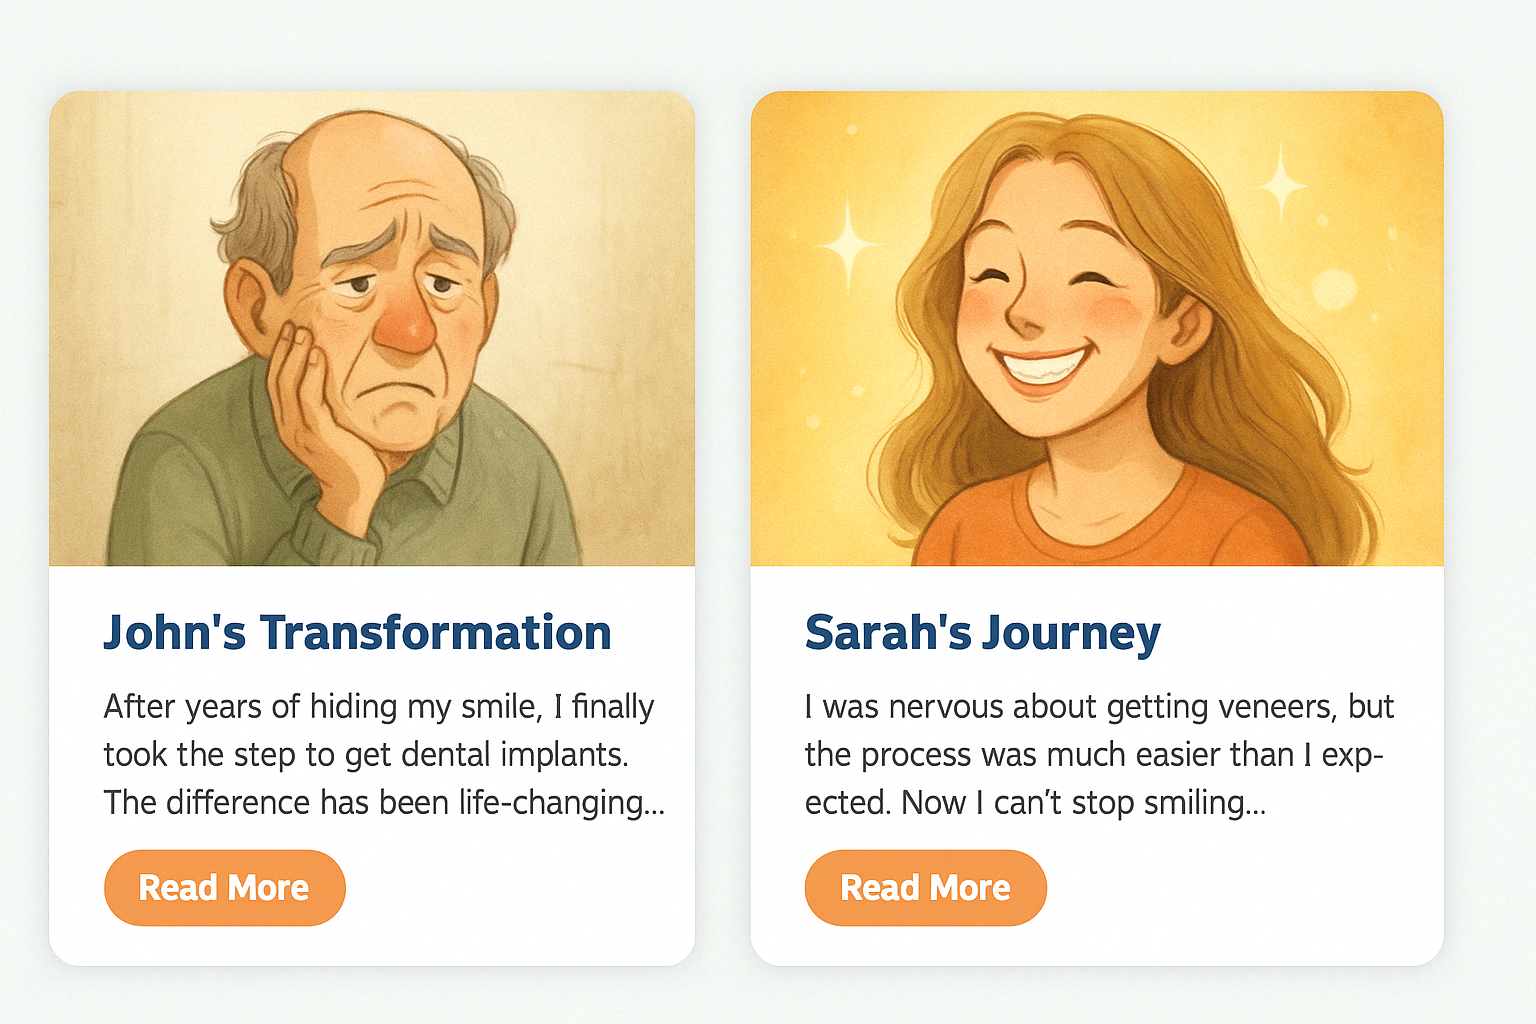 John's Transformation
After years of hiding my smile, I finally
took the step to get dental implants.
The difference has been life-changing...
Read More
Sarah's Journey
I was nervous about getting veneers, but
the process was much easier than I exp-
ected. Now I can’t stop smiling...
Read More